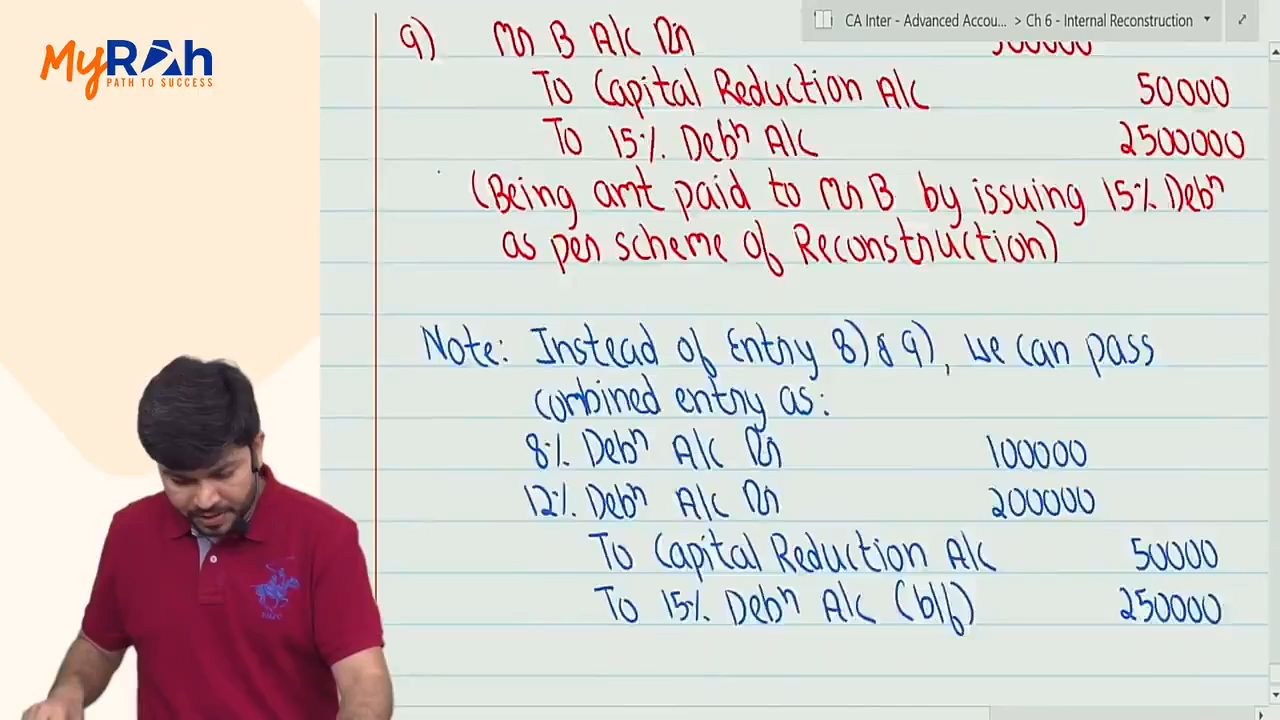 CA Inter - Advanced Accou... > Ch 6 - Internal Reconstruction
MyRAh
PATH TO SUCCESS
9) Mr B A/c Dr 300000
To Capital Reduction A/c 50000
To 15% Debⁿ A/c 2500000
(Being amt paid to Mr B by issuing 15% Debⁿ
as per scheme of Reconstruction)
Note: Instead of Entry 8) & 9), we can pass
combined entry as:
8% Debⁿ A/c Dr 100000
12% Debⁿ A/c Dr 200000
To Capital Reduction A/c 50000
To 15% Debⁿ A/c (b/f) 250000